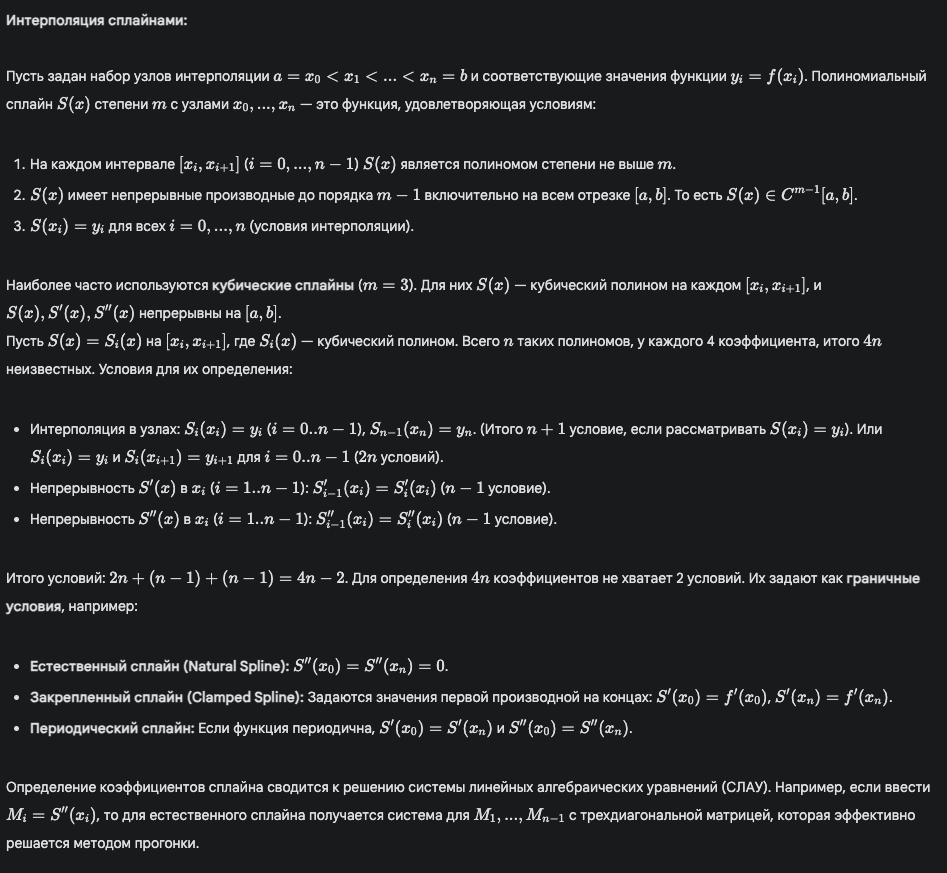 Интерполяция сплайнами:
Пусть задан набор узлов интерполяции $a = x_0 < x_1 < \ldots < x_n = b$ и соответствующие значения функции $y_i = f(x_i)$. Полиномиальный
сплайн $S(x)$ степени $m$ с узлами $x_0, \ldots, x_n$ — это функция, удовлетворяющая условиям:
1. На каждом интервале $[x_i, x_{i+1}]$ ($i = 0, \ldots, n-1$) $S(x)$ является полиномом степени не выше $m$.
2. $S(x)$ имеет непрерывные производные до порядка $m-1$ включительно на всем отрезке $[a, b]$. То есть $S(x) \in C^{m-1}[a, b]$.
3. $S(x_i) = y_i$ для всех $i = 0, \ldots, n$ (условия интерполяции).
Наиболее часто используются кубические сплайны ($m = 3$). Для них $S(x)$ — кубический полином на каждом $[x_i, x_{i+1}]$, и
$S(x), S'(x), S''(x)$ непрерывны на $[a, b]$.
Пусть $S(x) = S_i(x)$ на $[x_i, x_{i+1}]$, где $S_i(x)$ — кубический полином. Всего $n$ таких полиномов, у каждого 4 коэффициента, итого $4n$
неизвестных. Условия для их определения:
• Интерполяция в узлах: $S_i(x_i) = y_i$ ($i = 0..n-1$), $S_{n-1}(x_n) = y_n$. (Итого $n+1$ условие, если рассматривать $S(x_i) = y_i$). Или
$S_i(x_i) = y_i$ и $S_i(x_{i+1}) = y_{i+1}$ для $i = 0..n-1$ ($2n$ условий).
• Непрерывность $S'(x)$ в $x_i$ ($i = 1..n-1$): $S'_{i-1}(x_i) = S'_i(x_i)$ ($n-1$ условие).
• Непрерывность $S''(x)$ в $x_i$ ($i = 1..n-1$): $S''_{i-1}(x_i) = S''_i(x_i)$ ($n-1$ условие).
Итого условий: $2n + (n-1) + (n-1) = 4n - 2$. Для определения $4n$ коэффициентов не хватает 2 условий. Их задают как граничные
условия, например:
• Естественный сплайн (Natural Spline): $S''(x_0) = S''(x_n) = 0$.
• Закрепленный сплайн (Clamped Spline): Задаются значения первой производной на концах: $S'(x_0) = f'(x_0), S'(x_n) = f'(x_n)$.
• Периодический сплайн: Если функция периодична, $S'(x_0) = S'(x_n)$ и $S''(x_0) = S''(x_n)$.
Определение коэффициентов сплайна сводится к решению системы линейных алгебраических уравнений (СЛАУ). Например, если ввести
$M_i = S''(x_i)$, то для естественного сплайна получается система для $M_1, \ldots, M_{n-1}$ с трехдиагональной матрицей, которая эффективно
решается методом прогонки.